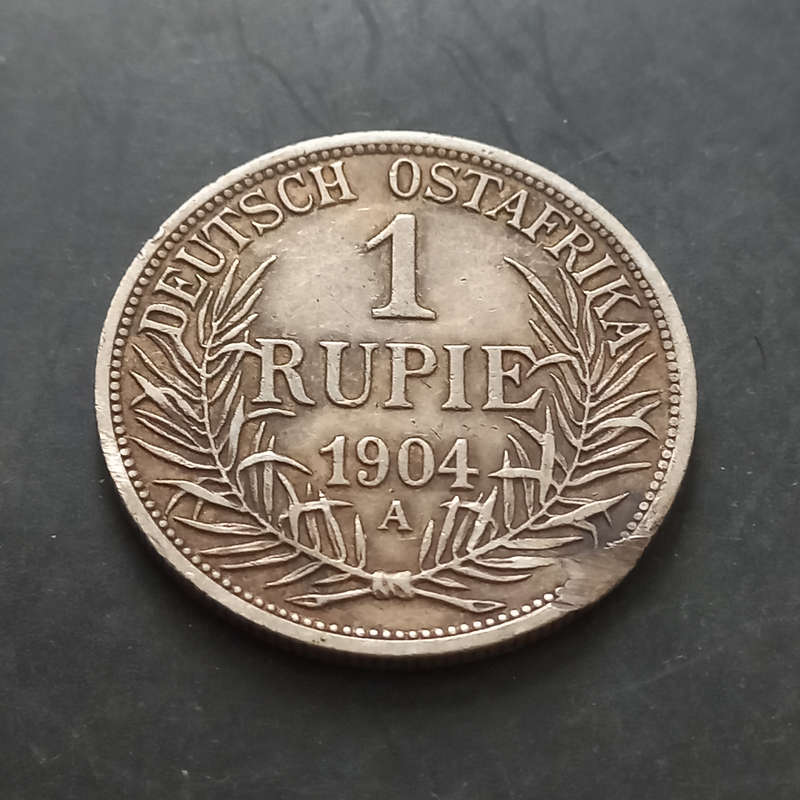 DEUTSCH OSTAFRIKA
1
RUPIE
1904
A